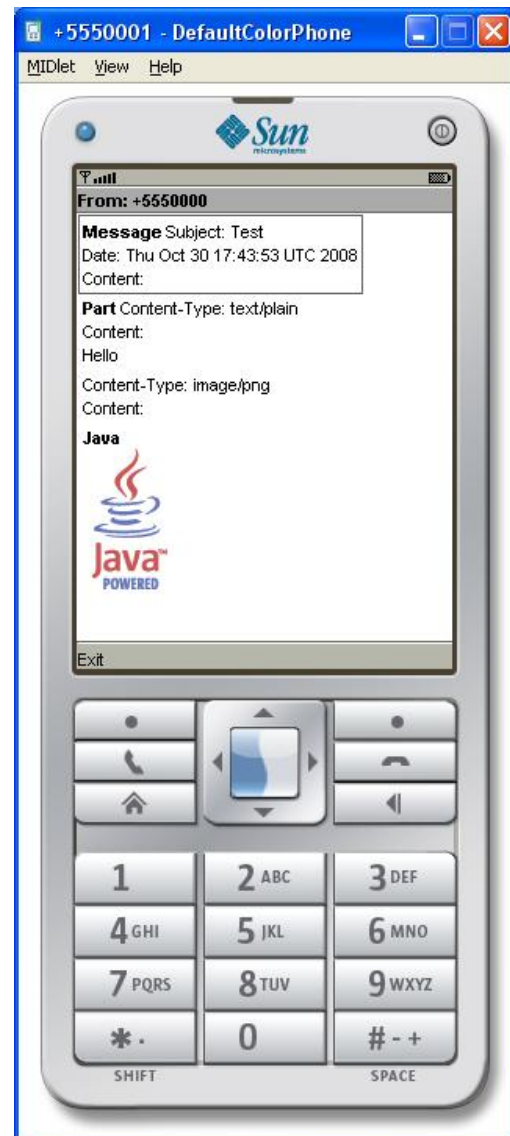 +5550001 - DefaultColorPhone
MIDlet View Help
Sun
microsystems
From: +5550000
Message Subject: Test
Date: Thu Oct 30 17:43:53 UTC 2008
Content:
Part Content-Type: text/plain
Content:
Hello
Content-Type: image/png
Content:
Java
Java™
POWERED
Exit
1 2 ABC 3 DEF
4 GHI 5 JKL 6 MNO
7 PQRS 8 TUV 9 WXYZ
* . 0 # - +
SHIFT SPACE